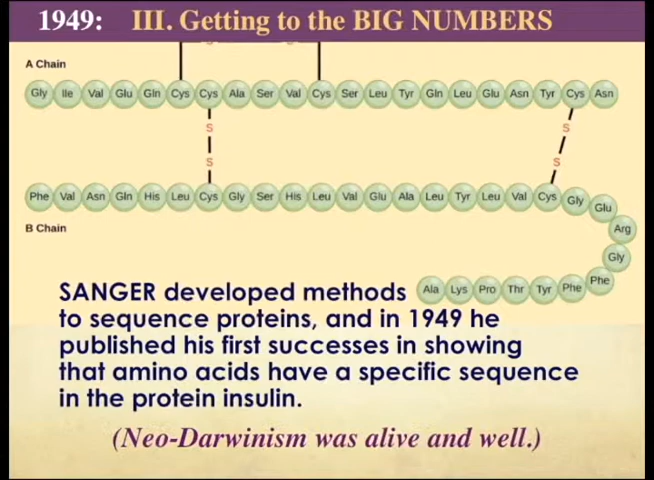 1949: III. Getting to the BIG NUMBERS
A Chain
Gly Ile Val Glu Gln Cys Cys Ala Ser Val Cys Ser Leu Tyr Gln Leu Glu Asn Tyr Cys Asn
S S
S S
Phe Val Asn Gln His Leu Cys Gly Ser His Leu Val Glu Ala Leu Tyr Leu Val Cys Gly Glu
B Chain
Arg
Gly
Ala Lys Pro Thr Tyr Phe Phe
SANGER developed methods
to sequence proteins, and in 1949 he
published his first successes in showing
that amino acids have a specific sequence
in the protein insulin.
(Neo-Darwinism was alive and well.)